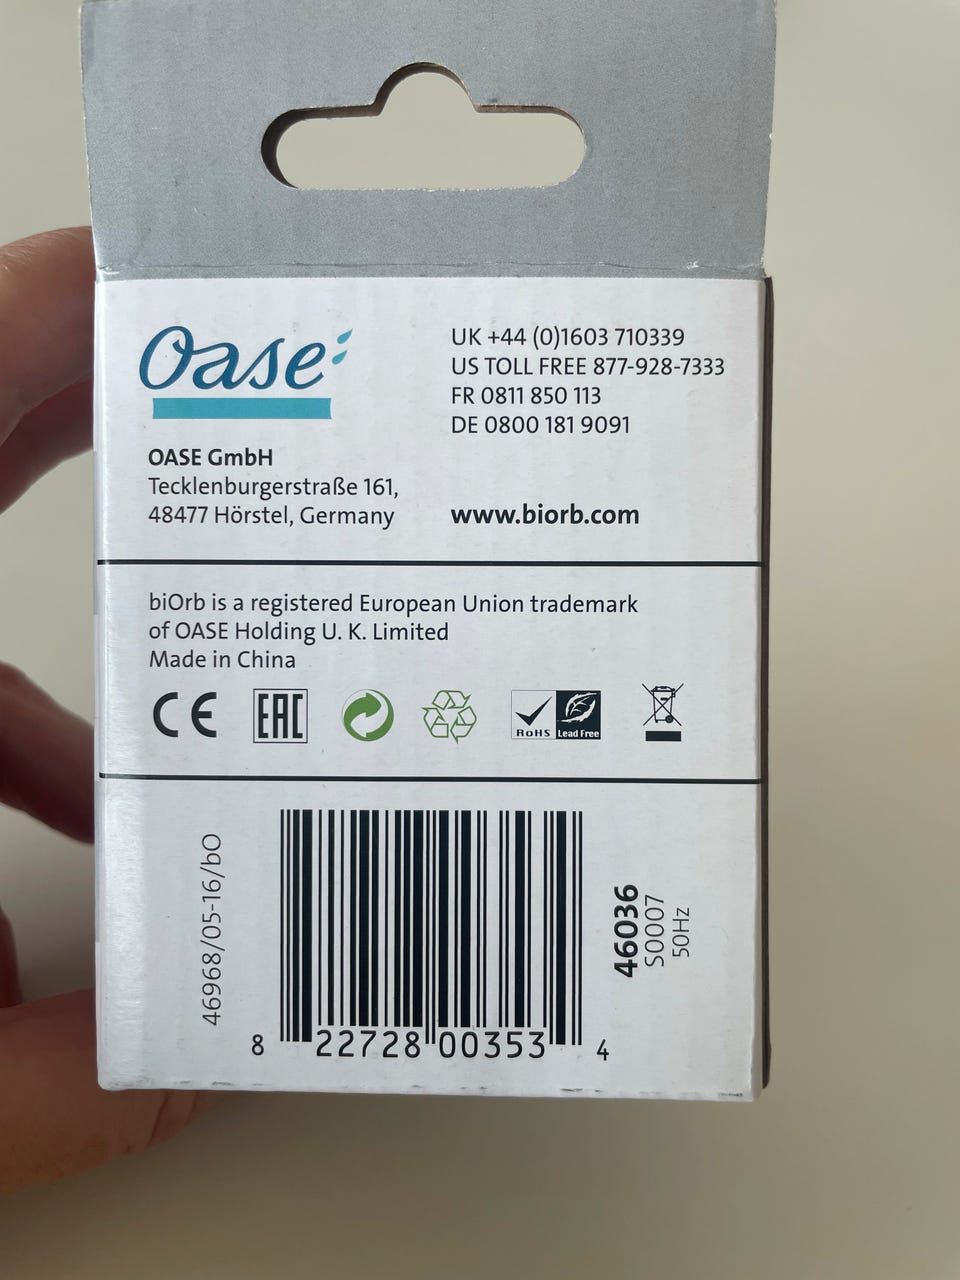 Oase
UK +44 (0)1603 710339
US TOLL FREE 877-928-7333
FR 0811 850 113
DE 0800 181 9091
OASE GmbH
Tecklenburgerstraße 161,
48477 Hörstel, Germany
www.biorb.com
biOrb is a registered European Union trademark
of OASE Holding U. K. Limited
Made in China
CE
EAC
RoHS
Lead Free
46968/05-16/bO
46036
S0007
50Hz
8 22728 00353 4